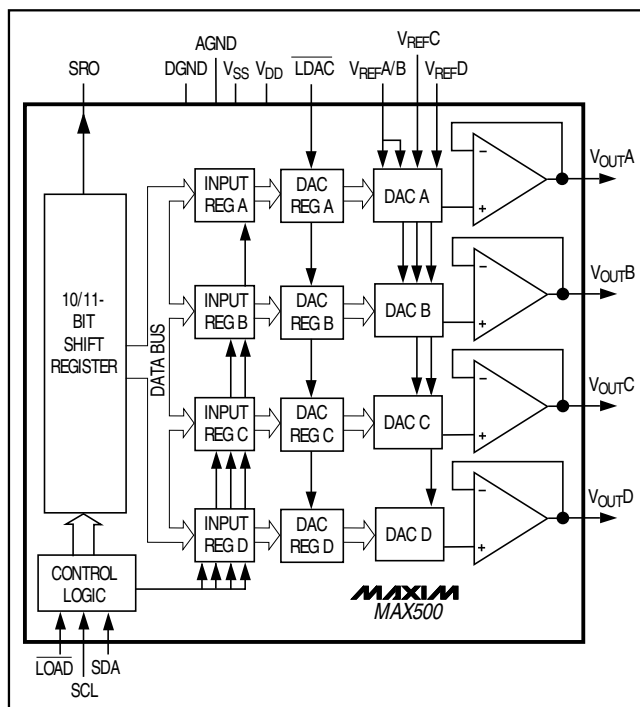 AGND
VREFC
SRO
DGND
VSS
VDD
LDAC
VREFA/B
VREFD
INPUT
REG A
DAC
REG A
DAC A
−
+
VOUTA
INPUT
REG B
DAC
REG B
DAC B
−
+
VOUTB
10/11-
BIT
SHIFT
REGISTER
DATA BUS
INPUT
REG C
DAC
REG C
DAC C
−
+
VOUTC
INPUT
REG D
DAC
REG D
DAC D
−
+
VOUTD
CONTROL
LOGIC
MAXIM
MAX500
LOAD
SCL
SDA